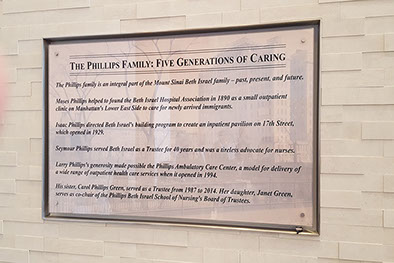 THE PHILLIPS FAMILY: FIVE GENERATIONS OF CARING
The Phillips family is an integral part of the Mount Sinai Beth Israel family – past, present, and future.
Moses Phillips helped to found the Beth Israel Hospital Association in 1890 as a small outpatient
clinic on Manhattan's Lower East Side to care for newly arrived immigrants.
Isaac Phillips directed Beth Israel's building program to create an inpatient pavilion on 17th Street,
which opened in 1929.
Seymour Phillips served Beth Israel as a Trustee for 40 years and was a tireless advocate for nurses.
Larry Phillip's generosity made possible the Phillips Ambulatory Care Center, a model for delivery of
a wide range of outpatient health care services when it opened in 1994.
His sister, Carol Phillips Green, served as a Trustee from 1987 to 2014. Her daughter, Janet Green,
serves as co-chair of the Phillips Beth Israel School of Nursing's Board of Trustees.